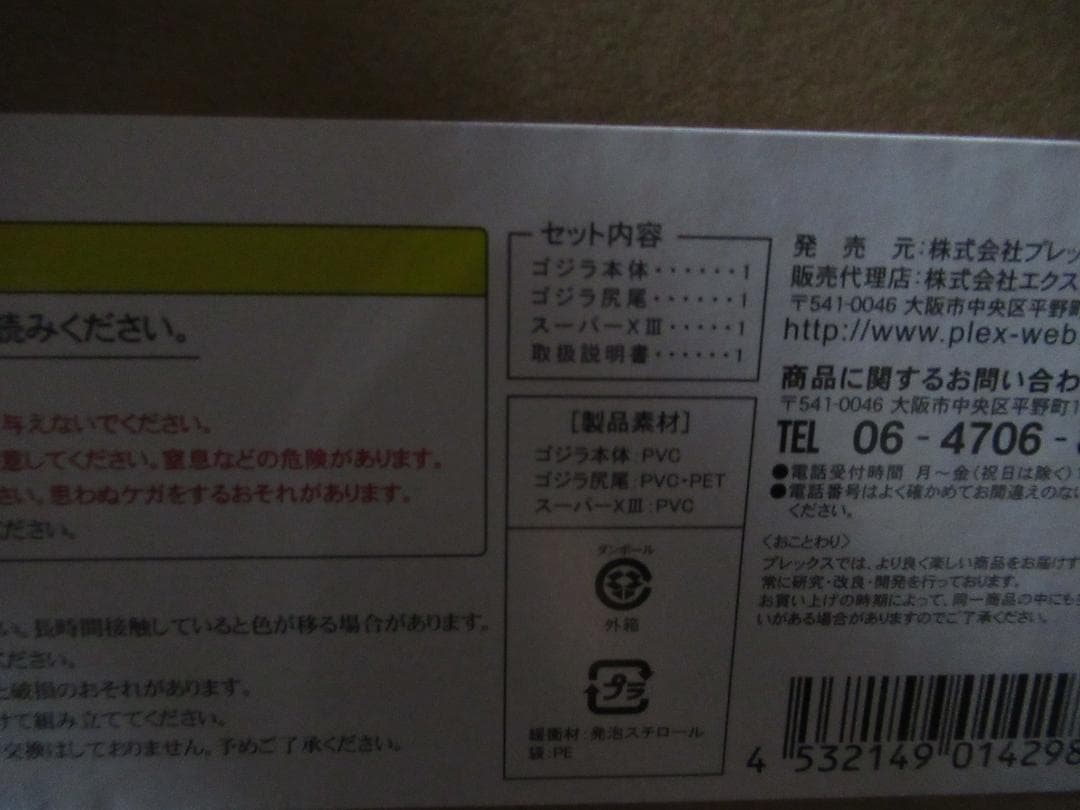 読みください。
与えないでください。
意してください。窒息などの危険があります。
さい。思わぬケガをするおそれがあります。
ください。
い。長時間接触していると色が移る場合があります。
ください。
と破損のおそれがあります。
けて組み立ててください。
交換はしておりません。予めご了承ください。
セット内容
ゴジラ本体‥‥‥1
ゴジラ尻尾‥‥‥1
スーパーXⅢ‥‥‥1
取扱説明書‥‥‥1
[製品素材]
ゴジラ本体:PVC
ゴジラ尻尾:PVC・PET
スーパーXⅢ:PVC
ダンボール
外箱
プラ
緩衝材:発泡スチロール
袋:PE
発売元:株式会社プレッ
販売代理店:株式会社エクス
〒541-0046 大阪市中央区平野町
http://www.plex-web
商品に関するお問い合わ
〒541-0046 大阪市中央区平野町1
TEL 06-4706-
●電話受付時間 月～金(祝日は除く)
●電話番号はよく確かめてお間違えのない
ください。
〈おことわり〉
プレックスでは、より良く楽しい商品をお届けす
常に研究・改良・開発を行っております。
お買い上げの時期によって、同一商品の中にも
いがある場合がありますのでご了承ください。
4 532149 014298